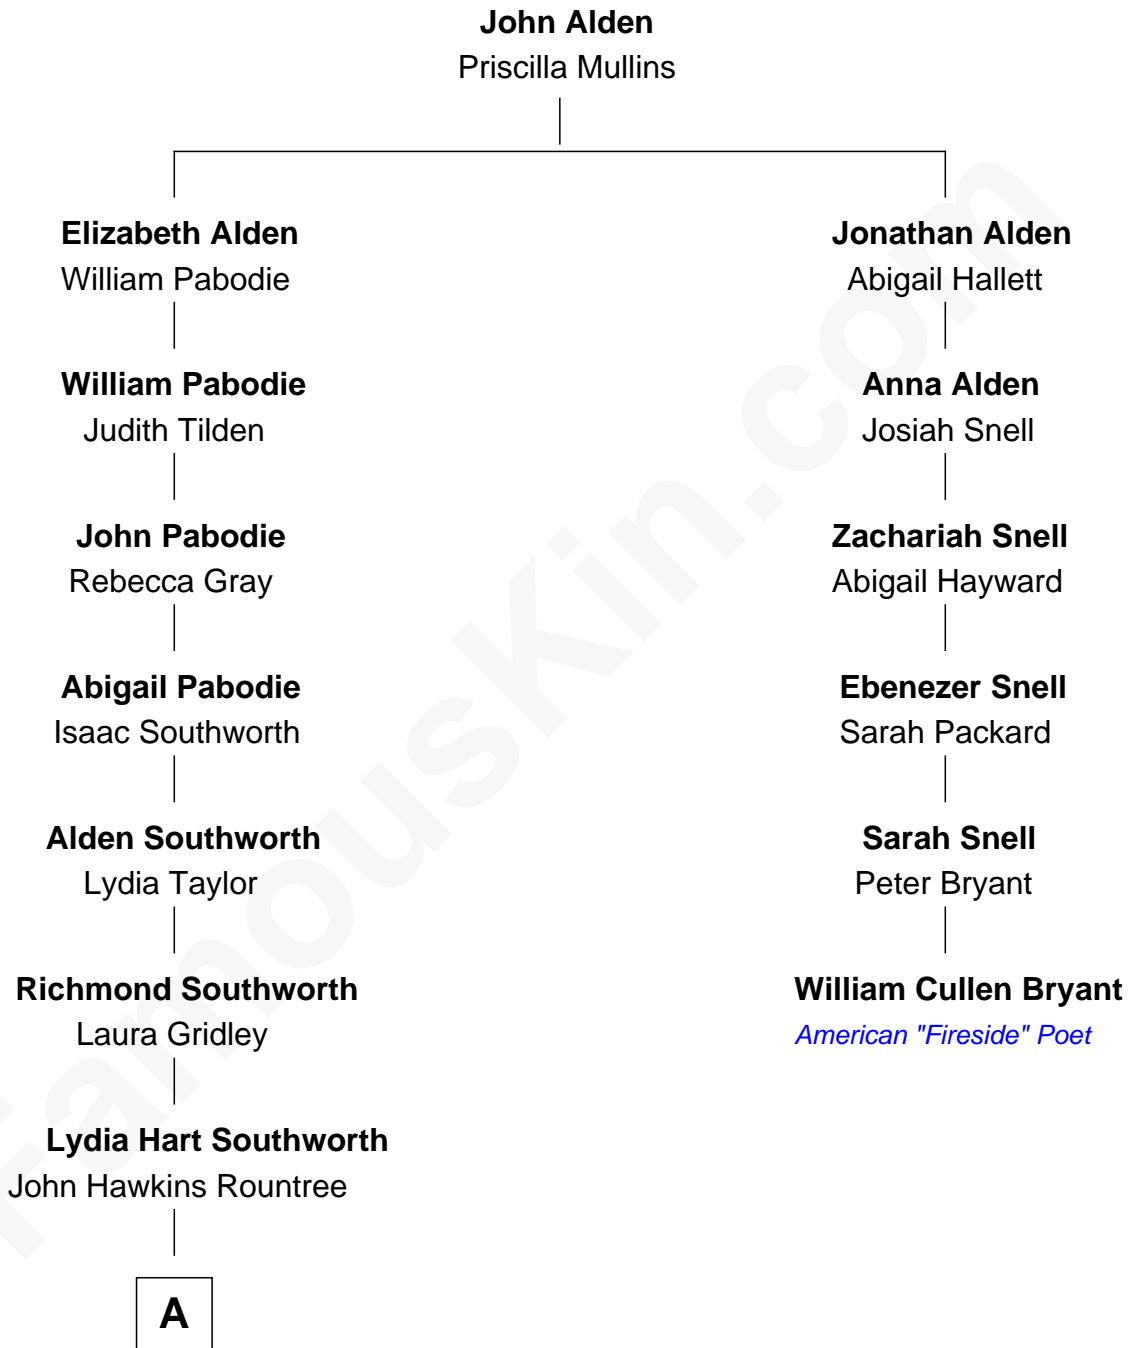 John Alden
Priscilla Mullins
Elizabeth Alden
William Pabodie
William Pabodie
Judith Tilden
John Pabodie
Rebecca Gray
Abigail Pabodie
Isaac Southworth
Alden Southworth
Lydia Taylor
Richmond Southworth
Laura Gridley
Lydia Hart Southworth
John Hawkins Rountree
A
Jonathan Alden
Abigail Hallett
Anna Alden
Josiah Snell
Zachariah Snell
Abigail Hayward
Ebenezer Snell
Sarah Packard
Sarah Snell
Peter Bryant
William Cullen Bryant
American "Fireside" Poet
FamousKin.com